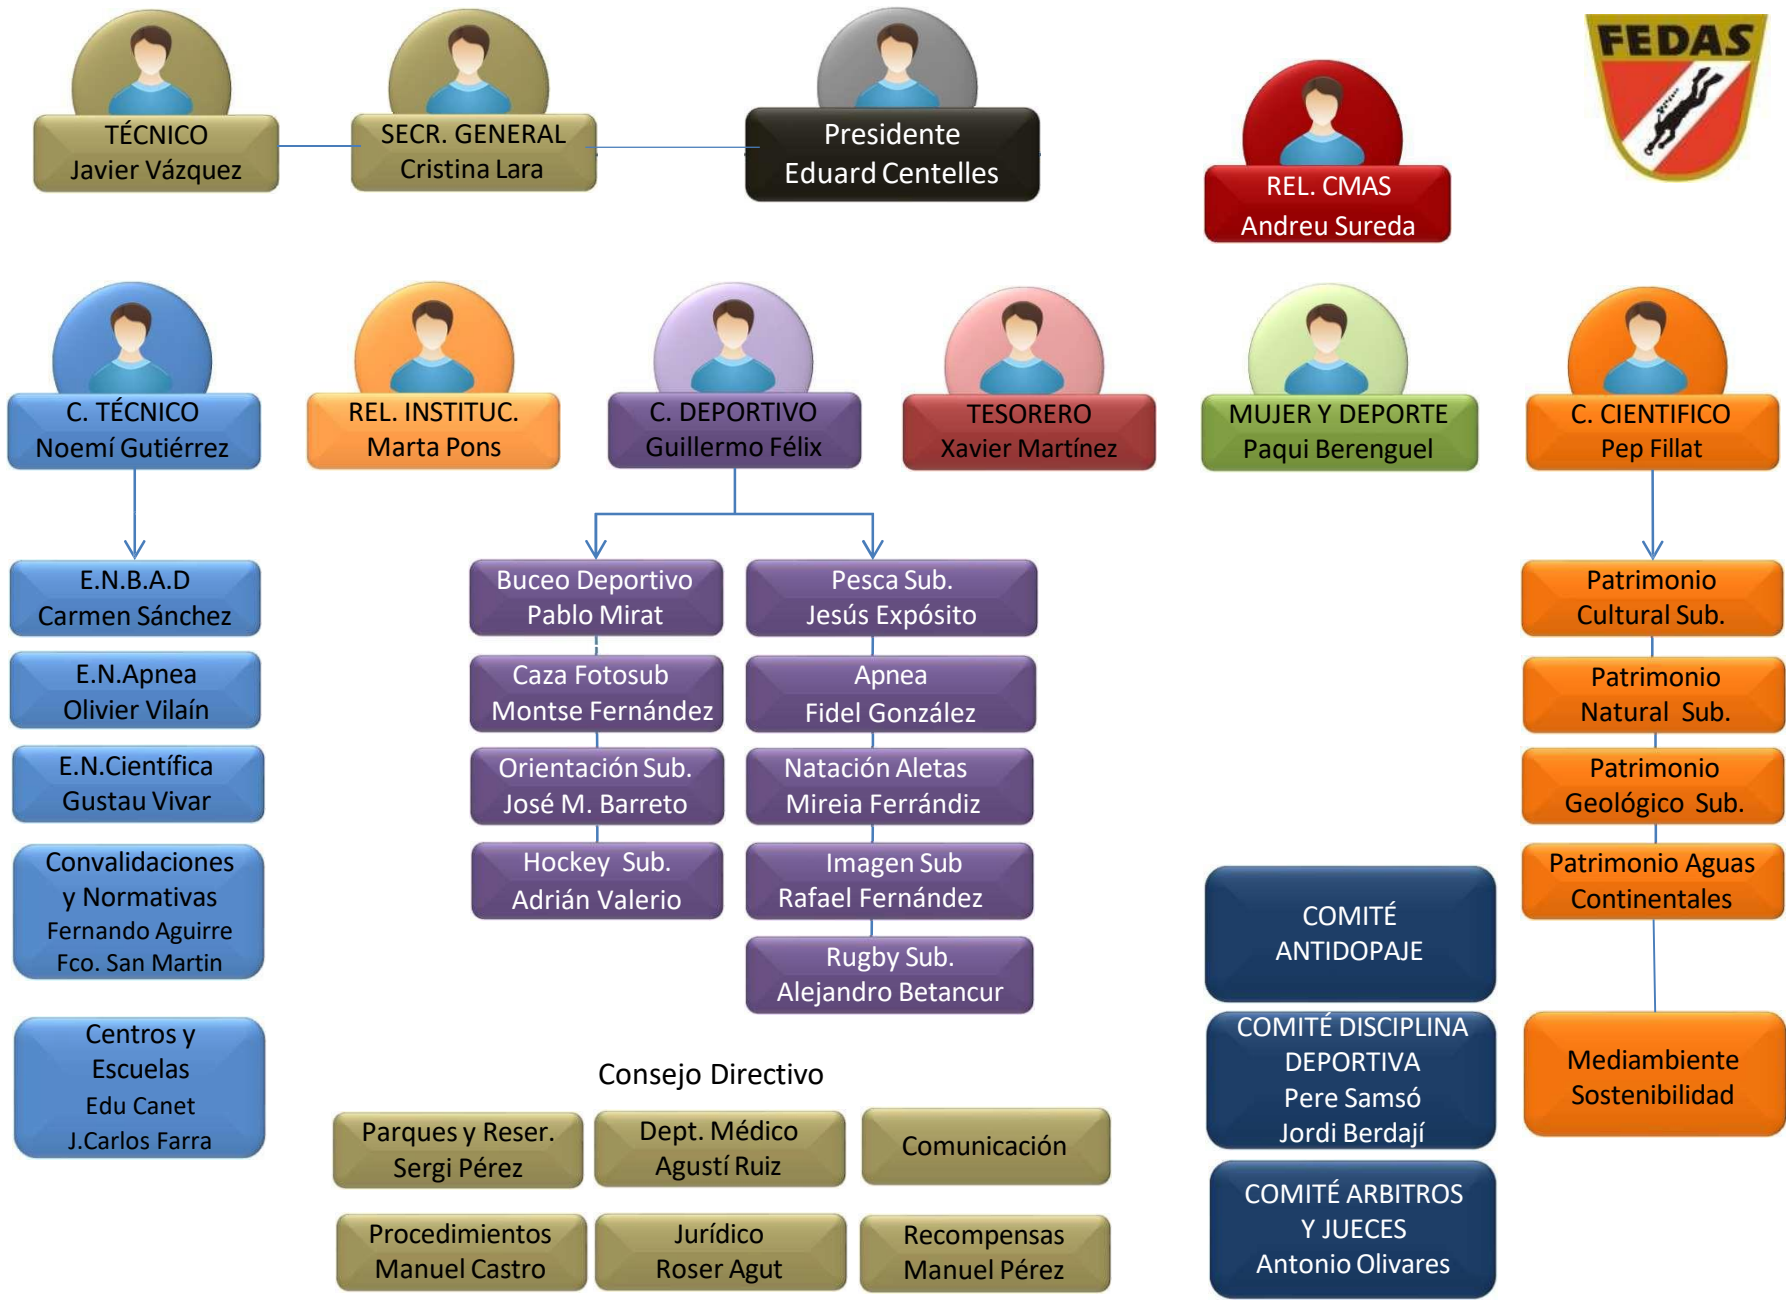 FEDAS
TÉCNICO
Javier Vázquez
SECR. GENERAL
Cristina Lara
Presidente
Eduard Centelles
REL. CMAS
Andreu Sureda
C. TÉCNICO
Noemí Gutiérrez
REL. INSTITUC.
Marta Pons
C. DEPORTIVO
Guillermo Félix
TESORERO
Xavier Martínez
MUJER Y DEPORTE
Paqui Berenguel
C. CIENTIFICO
Pep Fillat
E.N.B.A.D
Carmen Sánchez
E.N.Apnea
Olivier Vilaín
E.N.Científica
Gustau Vivar
Convalidaciones
y Normativas
Fernando Aguirre
Fco. San Martin
Centros y
Escuelas
Edu Canet
J.Carlos Farra
Buceo Deportivo
Pablo Mirat
Caza Fotosub
Montse Fernández
Orientación Sub.
José M. Barreto
Hockey Sub.
Adrián Valerio
Pesca Sub.
Jesús Expósito
Apnea
Fidel González
Natación Aletas
Mireia Ferrándiz
Imagen Sub
Rafael Fernández
Rugby Sub.
Alejandro Betancur
Patrimonio
Cultural Sub.
Patrimonio
Natural Sub.
Patrimonio
Geológico Sub.
Patrimonio Aguas
Continentales
Mediambiente
Sostenibilidad
COMITÉ
ANTIDOPAJE
COMITÉ DISCIPLINA
DEPORTIVA
Pere Samsó
Jordi Berdají
COMITÉ ARBITROS
Y JUECES
Antonio Olivares
Consejo Directivo
Parques y Reser.
Sergi Pérez
Dept. Médico
Agustí Ruiz
Comunicación
Procedimientos
Manuel Castro
Jurídico
Roser Agut
Recompensas
Manuel Pérez